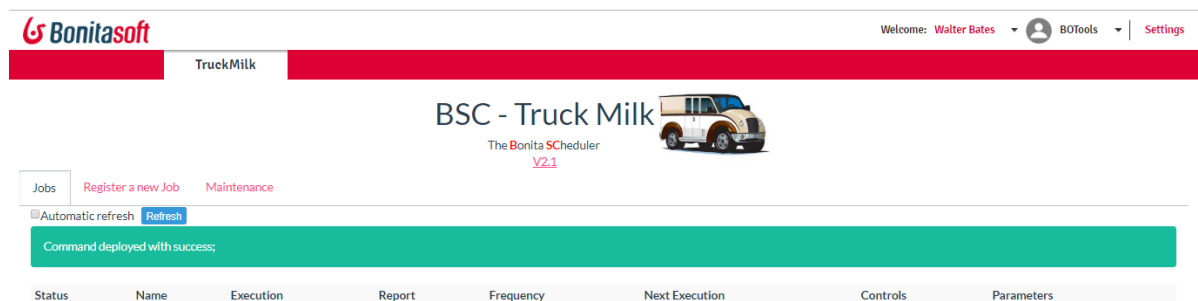 Bonitasoft
Welcome: Walter Bates BOTools Settings
TruckMilk
BSC - Truck Milk
The Bonita SCheduler
V2.1
Jobs Register a new Job Maintenance
Automatic refresh Refresh
Command deployed with success;
Status Name Execution Report Frequency Next Execution Controls Parameters